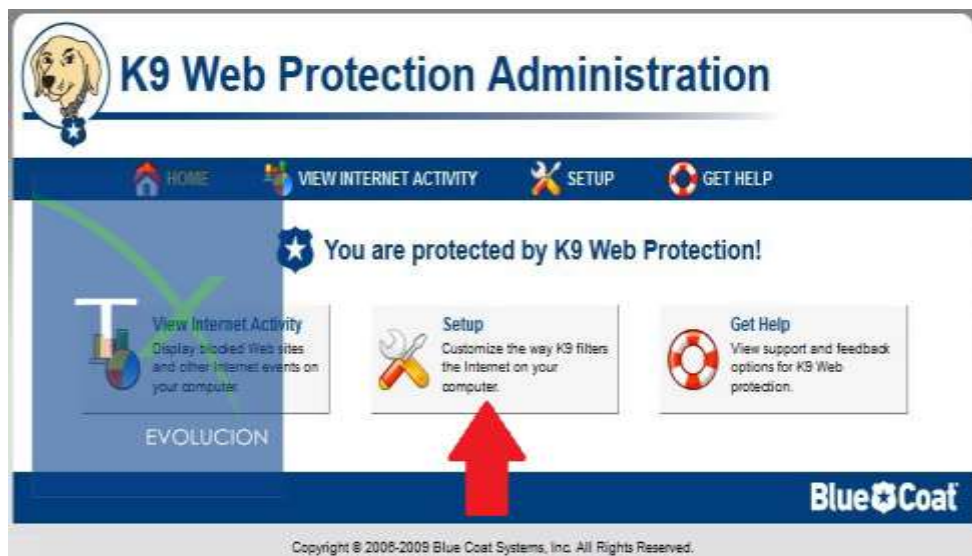 K9 Web Protection Administration
HOME
VIEW INTERNET ACTIVITY
SETUP
GET HELP
You are protected by K9 Web Protection!
View Internet Activity
Display blocked Web sites
and other Internet events on
your computer.
Setup
Customize the way K9 filters
the Internet on your
computer.
Get Help
View support and feedback
options for K9 Web
protection.
T
EVOLUCION
Blue Coat
Copyright © 2006-2009 Blue Coat Systems, Inc. All Rights Reserved.